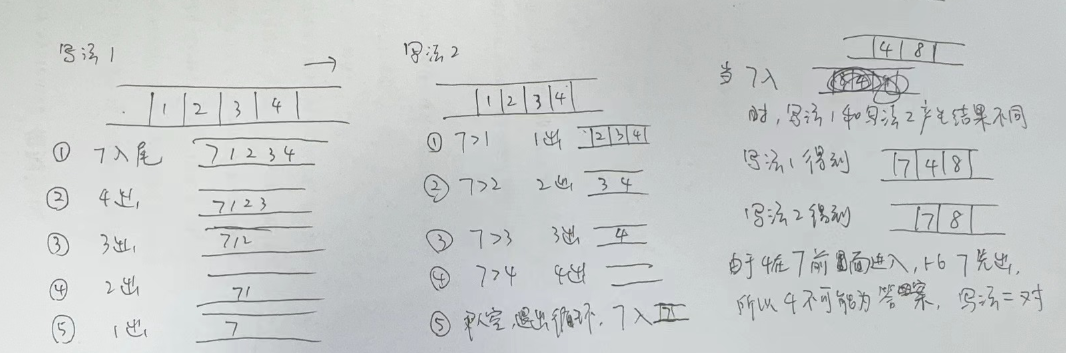 写法1
→
1 2 3 4
① 7入尾 7 1 2 3 4
② 4出 7 1 2 3
③ 3出 7 1 2
④ 2出 7 1
⑤ 1出 7
写法2
1 2 3 4
① 7>1 1出 2 3 4
② 7>2 2出 3 4
③ 7>3 3出 4
④ 7>4 4出
⑤ 队空,退出循环,7入 7
4 8
当7入
时,写法1和写法2产生结果不同
写法1得到 7 4 8
写法2得到 7 8
由于4在7前面进入,比7先出,
所以4不可能为答案,写法二对